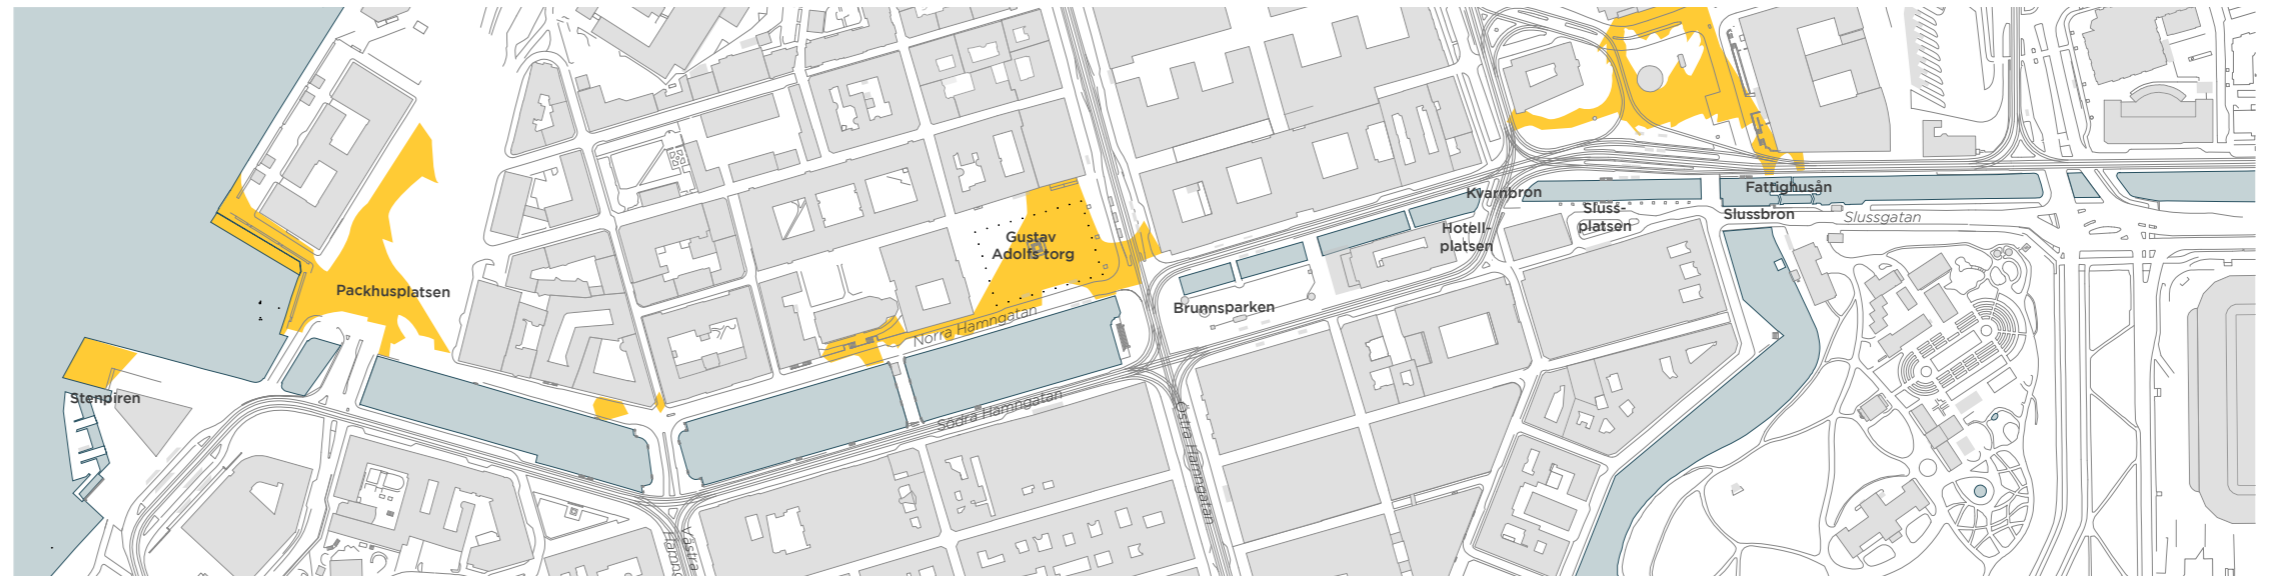 Kvarnbron
Fattighusån
Sluss-
platsen
Slussbron
Slussgatan
Gustav
Adolfs torg
Hotell-
platsen
Packhusplatsen
Brunnsparken
Norra Hamngatan
Stenpiren
Södra Hamngatan
Östra Hamngatan
Västra